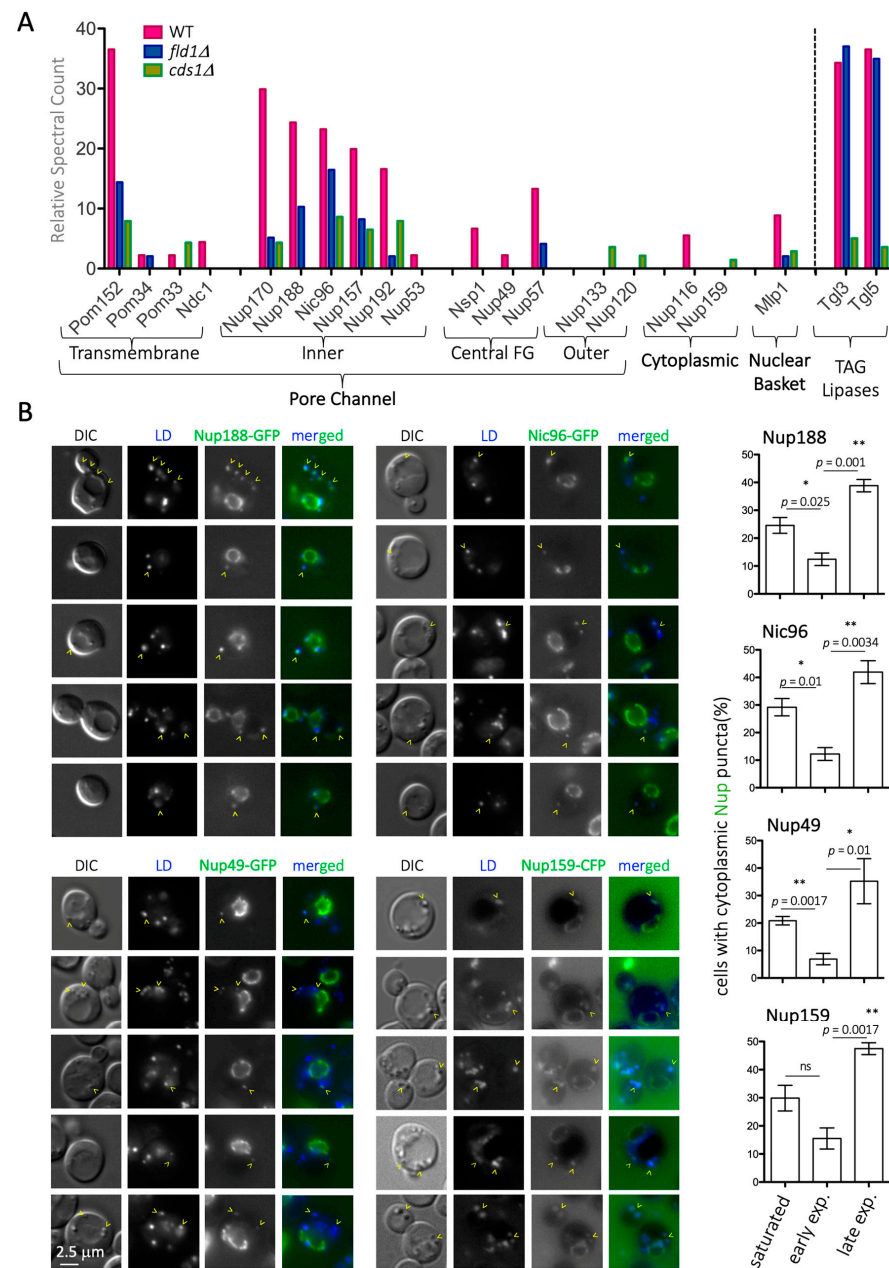 A
WT
fld1Δ
cds1Δ
Relative Spectral Count
40
30
20
10
0
Pom152
Pom34
Pom33
Ndc1
Nup170
Nup188
Nic96
Nup157
Nup192
Nup53
Nsp1
Nup49
Nup57
Nup133
Nup120
Nup116
Nup159
Mlp1
Tgl3
Tgl5
Transmembrane
Inner
Central FG
Outer
Cytoplasmic
Nuclear
Basket
TAG
Lipases
Pore Channel
B
DIC LD Nup188-GFP merged
DIC LD Nic96-GFP merged
DIC LD Nup49-GFP merged
DIC LD Nup159-CFP merged
2.5 µm
cells with cytoplasmic Nup puncta(%)
Nup188
**
p = 0.001
*
p = 0.025
50
40
30
20
10
0
Nic96
**
p = 0.0034
*
p = 0.01
50
40
30
20
10
0
Nup49
*
p = 0.01
**
p = 0.0017
50
40
30
20
10
0
Nup159
**
p = 0.0017
ns
50
40
30
20
10
0
saturated
early exp.
late exp.